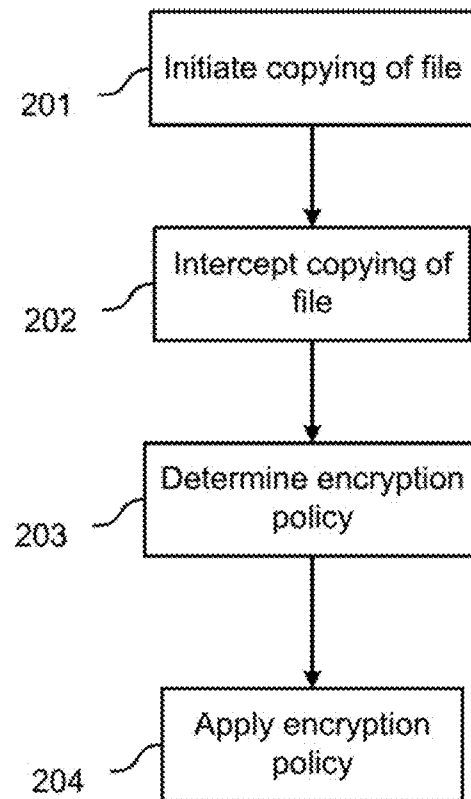 Initiate copying of file
201
Intercept copying of
file
202
Determine encryption
policy
203
Apply encryption
policy
204